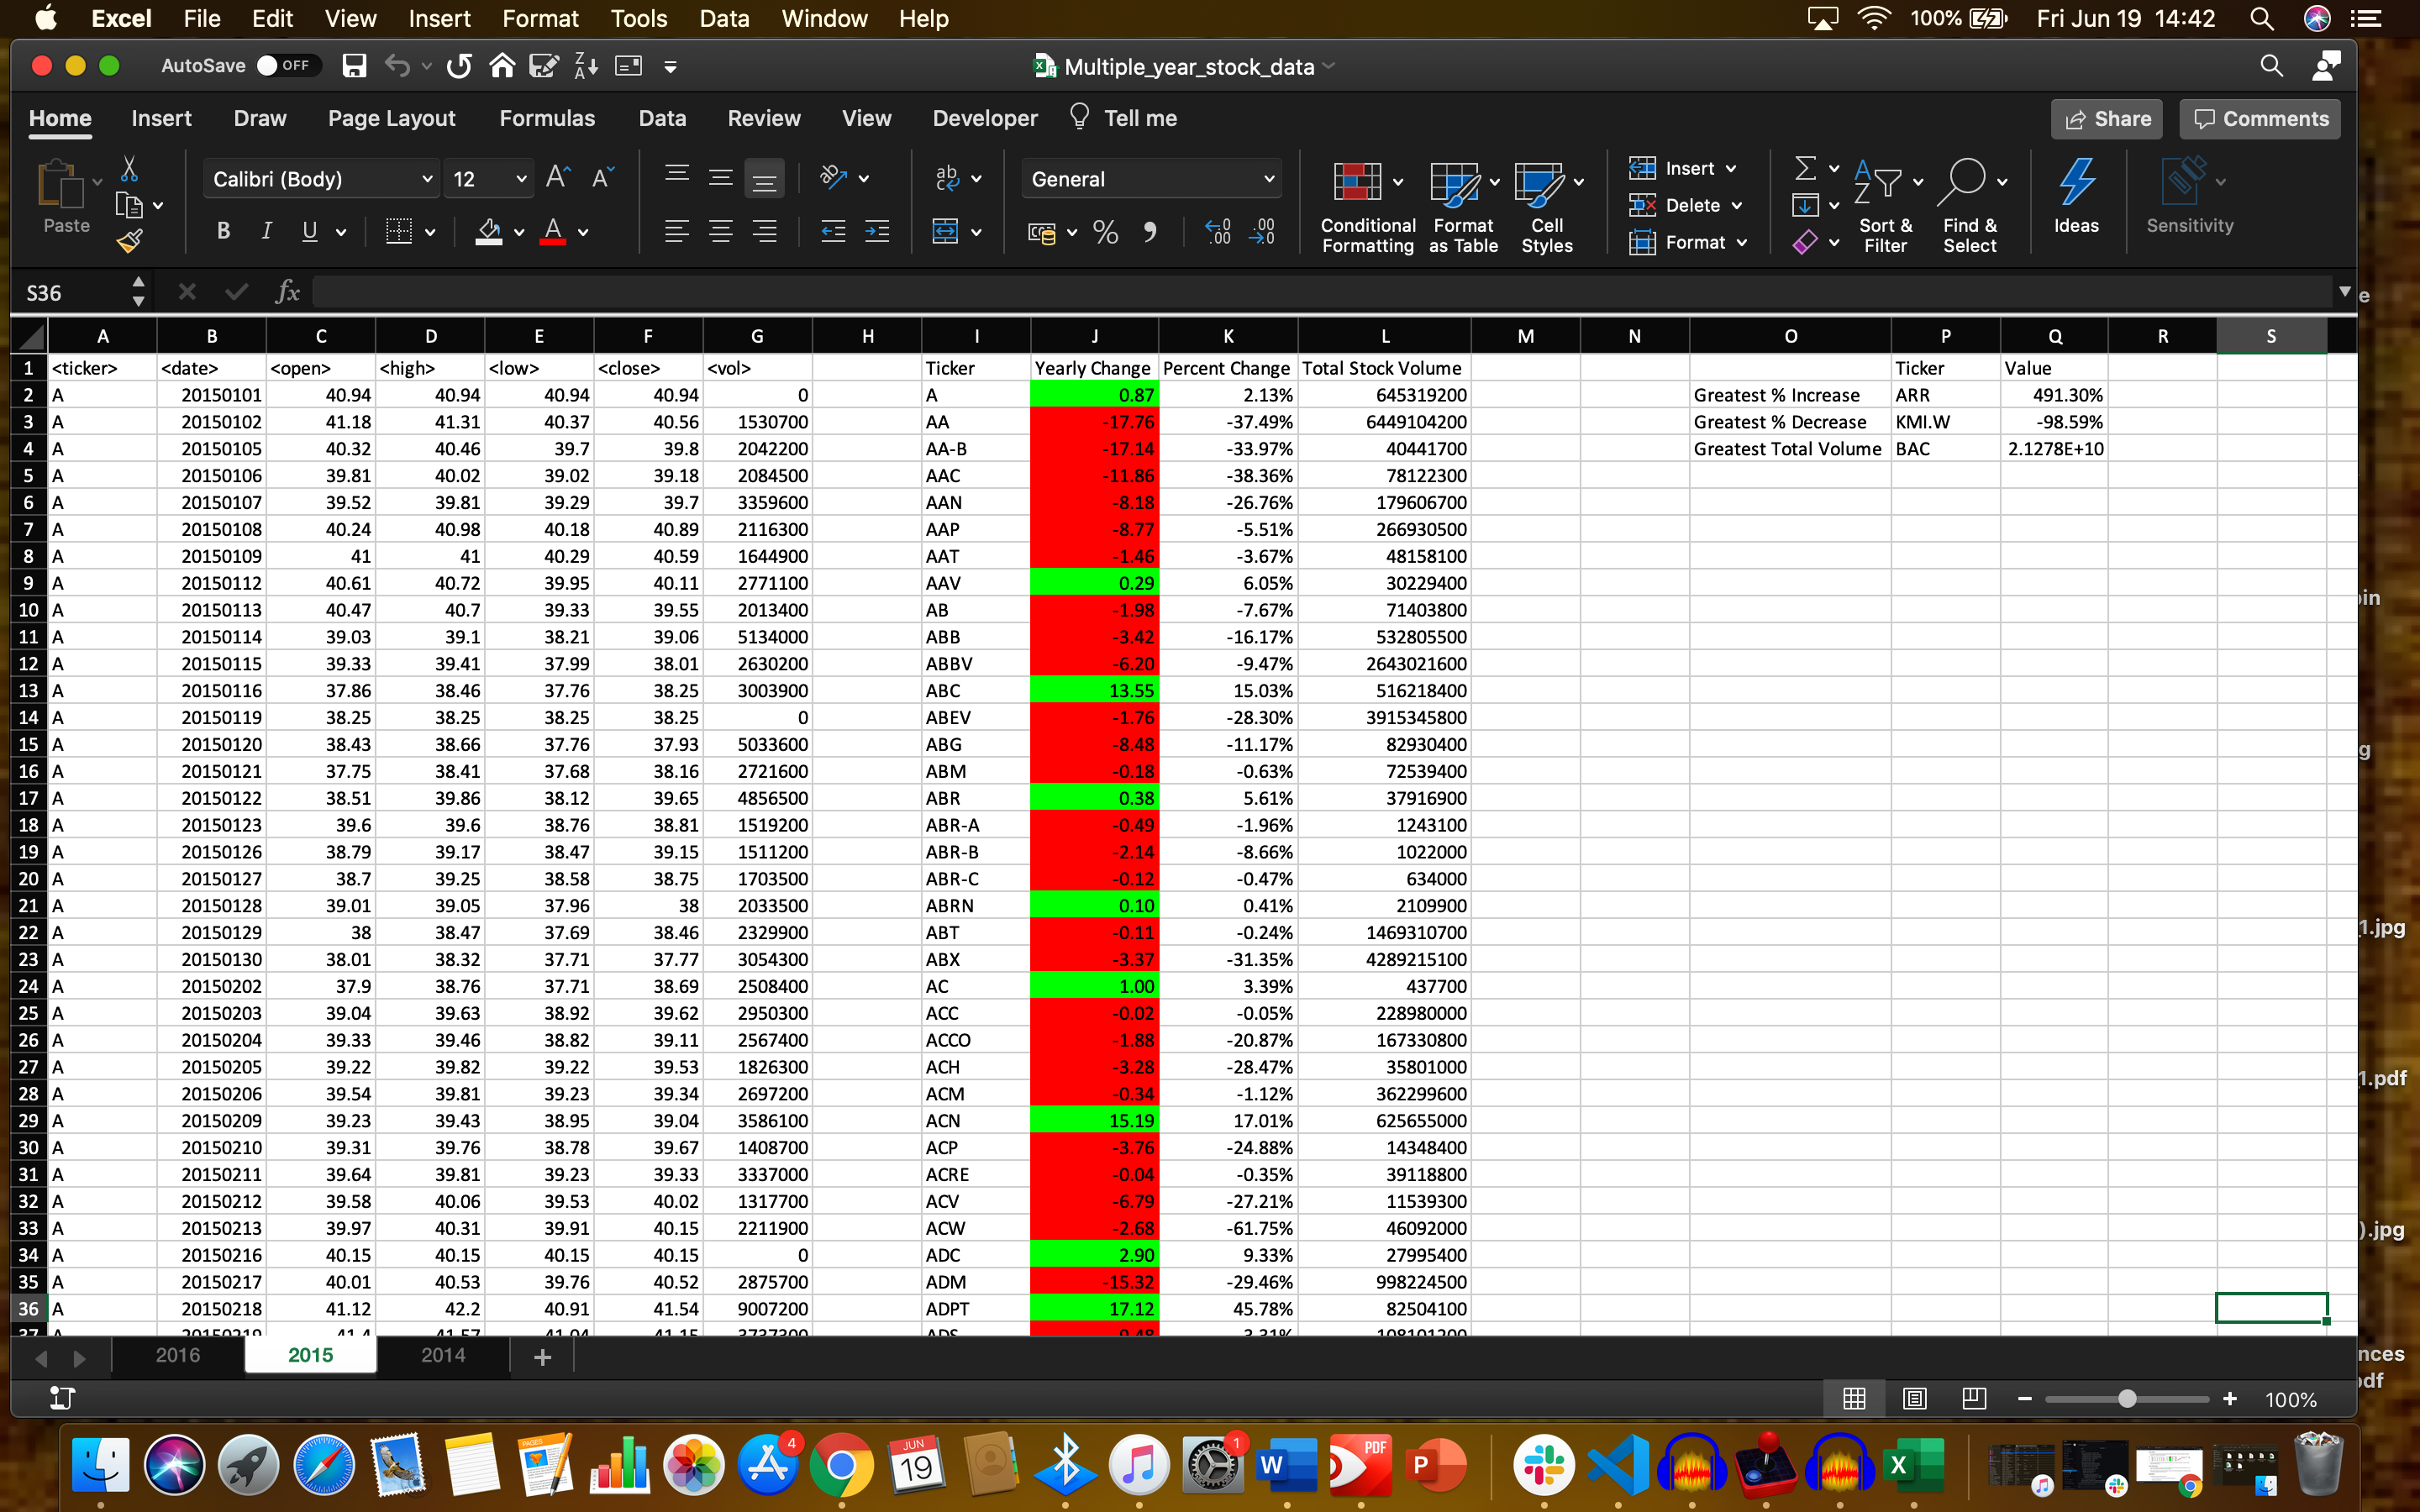 Excel File Edit View Insert Format Tools Data Window Help 100% Fri Jun 19 14:42
AutoSave OFF Multiple_year_stock_data
Home Insert Draw Page Layout Formulas Data Review View Developer Tell me Share Comments
Paste Calibri (Body) 12 General Conditional Formatting Format as Table Cell Styles Insert Delete Format Sort & Filter Find & Select Ideas Sensitivity
S36 fx
A B C D E F G H I J K L M N O P Q R S
1 <ticker> <date> <open> <high> <low> <close> <vol> Ticker Yearly Change Percent Change Total Stock Volume Ticker Value
2 A 20150101 40.94 40.94 40.94 40.94 0 A 0.87 2.13% 645319200 Greatest % Increase ARR 491.30%
3 A 20150102 41.18 41.31 40.37 40.56 1530700 AA -17.76 -37.49% 6449104200 Greatest % Decrease KMI.W -98.59%
4 A 20150105 40.32 40.46 39.7 39.8 2042200 AA-B -17.14 -33.97% 40441700 Greatest Total Volume BAC 2.1278E+10
5 A 20150106 39.81 40.02 39.02 39.18 2084500 AAC -11.86 -38.36% 78122300
6 A 20150107 39.52 39.81 39.29 39.7 3359600 AAN -8.18 -26.76% 179606700
7 A 20150108 40.24 40.98 40.18 40.89 2116300 AAP -8.77 -5.51% 266930500
8 A 20150109 41 41 40.29 40.59 1644900 AAT -1.46 -3.67% 48158100
9 A 20150112 40.61 40.72 39.95 40.11 2771100 AAV 0.29 6.05% 30229400
10 A 20150113 40.47 40.7 39.33 39.55 2013400 AB -1.98 -7.67% 71403800
11 A 20150114 39.03 39.1 38.21 39.06 5134000 ABB -3.42 -16.17% 532805500
12 A 20150115 39.33 39.41 37.99 38.01 2630200 ABBV -6.20 -9.47% 2643021600
13 A 20150116 37.86 38.46 37.76 38.25 3003900 ABC 13.55 15.03% 516218400
14 A 20150119 38.25 38.25 38.25 38.25 0 ABEV -1.76 -28.30% 3915345800
15 A 20150120 38.43 38.66 37.76 37.93 5033600 ABG -8.48 -11.17% 82930400
16 A 20150121 37.75 38.41 37.68 38.16 2721600 ABM -0.18 -0.63% 72539400
17 A 20150122 38.51 39.86 38.12 39.65 4856500 ABR 0.38 5.61% 37916900
18 A 20150123 39.6 39.6 38.76 38.81 1519200 ABR-A -0.49 -1.96% 1243100
19 A 20150126 38.79 39.17 38.47 39.15 1511200 ABR-B -2.14 -8.66% 1022000
20 A 20150127 38.7 39.25 38.58 38.75 1703500 ABR-C -0.12 -0.47% 634000
21 A 20150128 39.01 39.05 37.96 38 2033500 ABRN 0.10 0.41% 2109900
22 A 20150129 38 38.47 37.69 38.46 2329900 ABT -0.11 -0.24% 1469310700
23 A 20150130 38.01 38.32 37.71 37.77 3054300 ABX -3.37 -31.35% 4289215100
24 A 20150202 37.9 38.76 37.71 38.69 2508400 AC 1.00 3.39% 437700
25 A 20150203 39.04 39.63 38.92 39.62 2950300 ACC -0.02 -0.05% 228980000
26 A 20150204 39.33 39.46 38.82 39.11 2567400 ACCO -1.88 -20.87% 167330800
27 A 20150205 39.22 39.82 39.22 39.53 1826300 ACH -3.28 -28.47% 35801000
28 A 20150206 39.54 39.81 39.23 39.34 2697200 ACM -0.34 -1.12% 362299600
29 A 20150209 39.23 39.43 38.95 39.04 3586100 ACN 15.19 17.01% 625655000
30 A 20150210 39.31 39.76 38.78 39.67 1408700 ACP -3.76 -24.88% 14348400
31 A 20150211 39.64 39.81 39.23 39.33 3337000 ACRE -0.04 -0.35% 39118800
32 A 20150212 39.58 40.06 39.53 40.02 1317700 ACV -6.79 -27.21% 11539300
33 A 20150213 39.97 40.31 39.91 40.15 2211900 ACW -2.68 -61.75% 46092000
34 A 20150216 40.15 40.15 40.15 40.15 0 ADC 2.90 9.33% 27995400
35 A 20150217 40.01 40.53 39.76 40.52 2875700 ADM -15.32 -29.46% 998224500
36 A 20150218 41.12 42.2 40.91 41.54 9007200 ADPT 17.12 45.78% 82504100
2016 2015 2014
100%